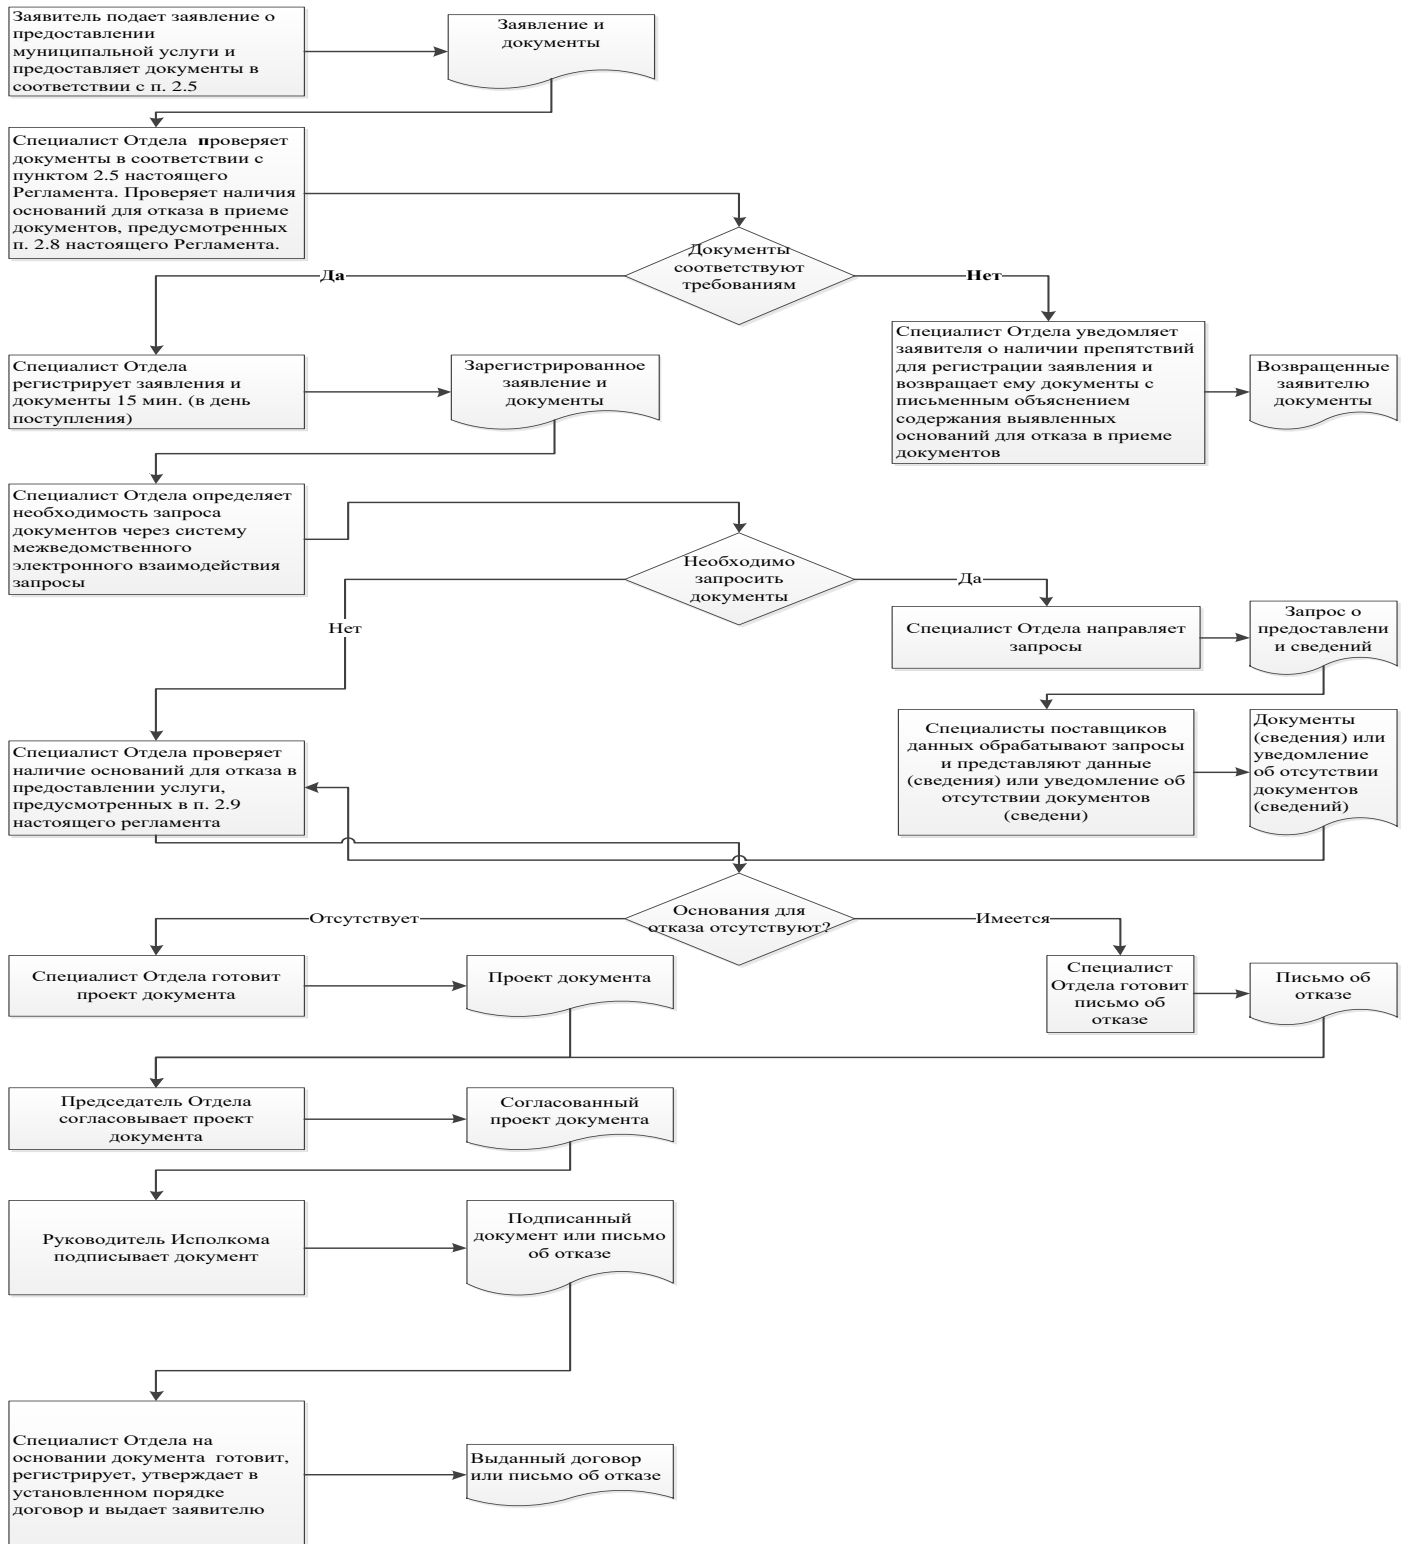 Заявитель подает заявление о
предоставлении
муниципальной услуги и
предоставляет документы в
соответствии с п. 2.5
Заявление и
документы
Специалист Отдела проверяет
документы в соответствии с
пунктом 2.5 настоящего
Регламента. Проверяет наличия
оснований для отказа в приеме
документов, предусмотренных
п. 2.8 настоящего Регламента.
Документы
соответствуют
требованиям
Да
Нет
Специалист Отдела
регистрирует заявления и
документы 15 мин. (в день
поступления)
Зарегистрированное
заявление и
документы
Специалист Отдела уведомляет
заявителя о наличии препятствий
для регистрации заявления и
возвращает ему документы с
письменным объяснением
содержания выявленных
оснований для отказа в приеме
документов
Возвращенные
заявителю
документы
Специалист Отдела определяет
необходимость запроса
документов через систему
межведомственного
электронного взаимодействия
запросы
Необходимо
запросить
документы
Да
Нет
Специалист Отдела направляет
запросы
Запрос о
предоставлени
и сведений
Специалисты поставщиков
данных обрабатывают запросы
и представляют данные
(сведения) или уведомление об
отсутствии документов
(сведени)
Документы
(сведения) или
уведомление
об отсутствии
документов
(сведений)
Специалист Отдела проверяет
наличие оснований для отказа в
предоставлении услуги,
предусмотренных в п. 2.9
настоящего регламента
Основания для
отказа отсутствуют?
Отсутствует
Имеется
Специалист Отдела готовит
проект документа
Проект документа
Специалист
Отдела готовит
письмо об
отказе
Письмо об
отказе
Председатель Отдела
согласовывает проект
документа
Согласованный
проект документа
Руководитель Исполкома
подписывает документ
Подписанный
документ или письмо
об отказе
Специалист Отдела на
основании документа готовит,
регистрирует, утверждает в
установленном порядке
договор и выдает заявителю
Выданный договор
или письмо об отказе